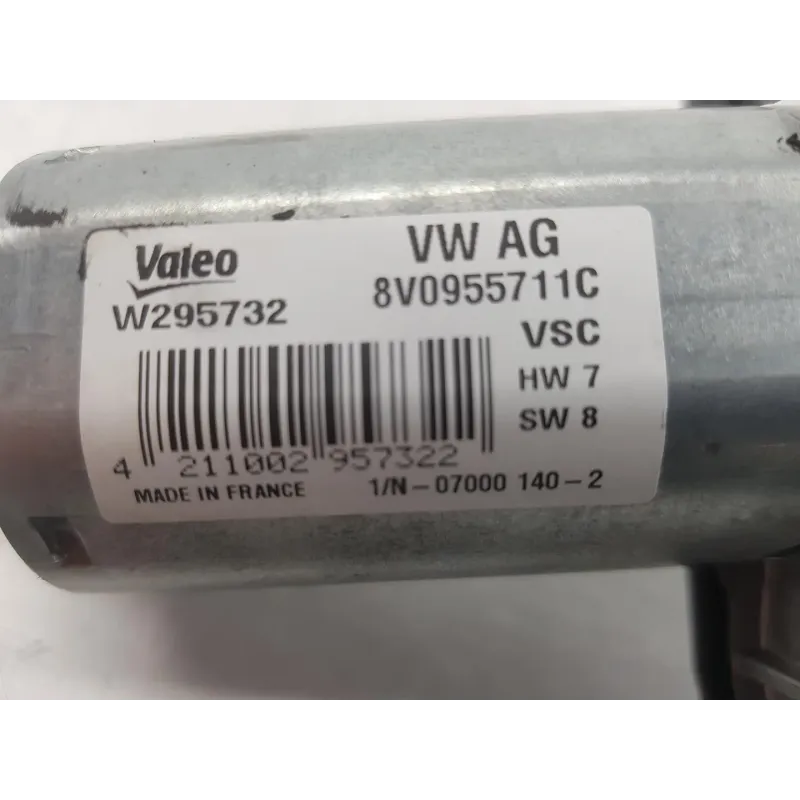 Valeo
W295732
VW AG
8V0955711C
VSC
HW 7
SW 8
4 211002 957322
MADE IN FRANCE
1/N-07000 140-2